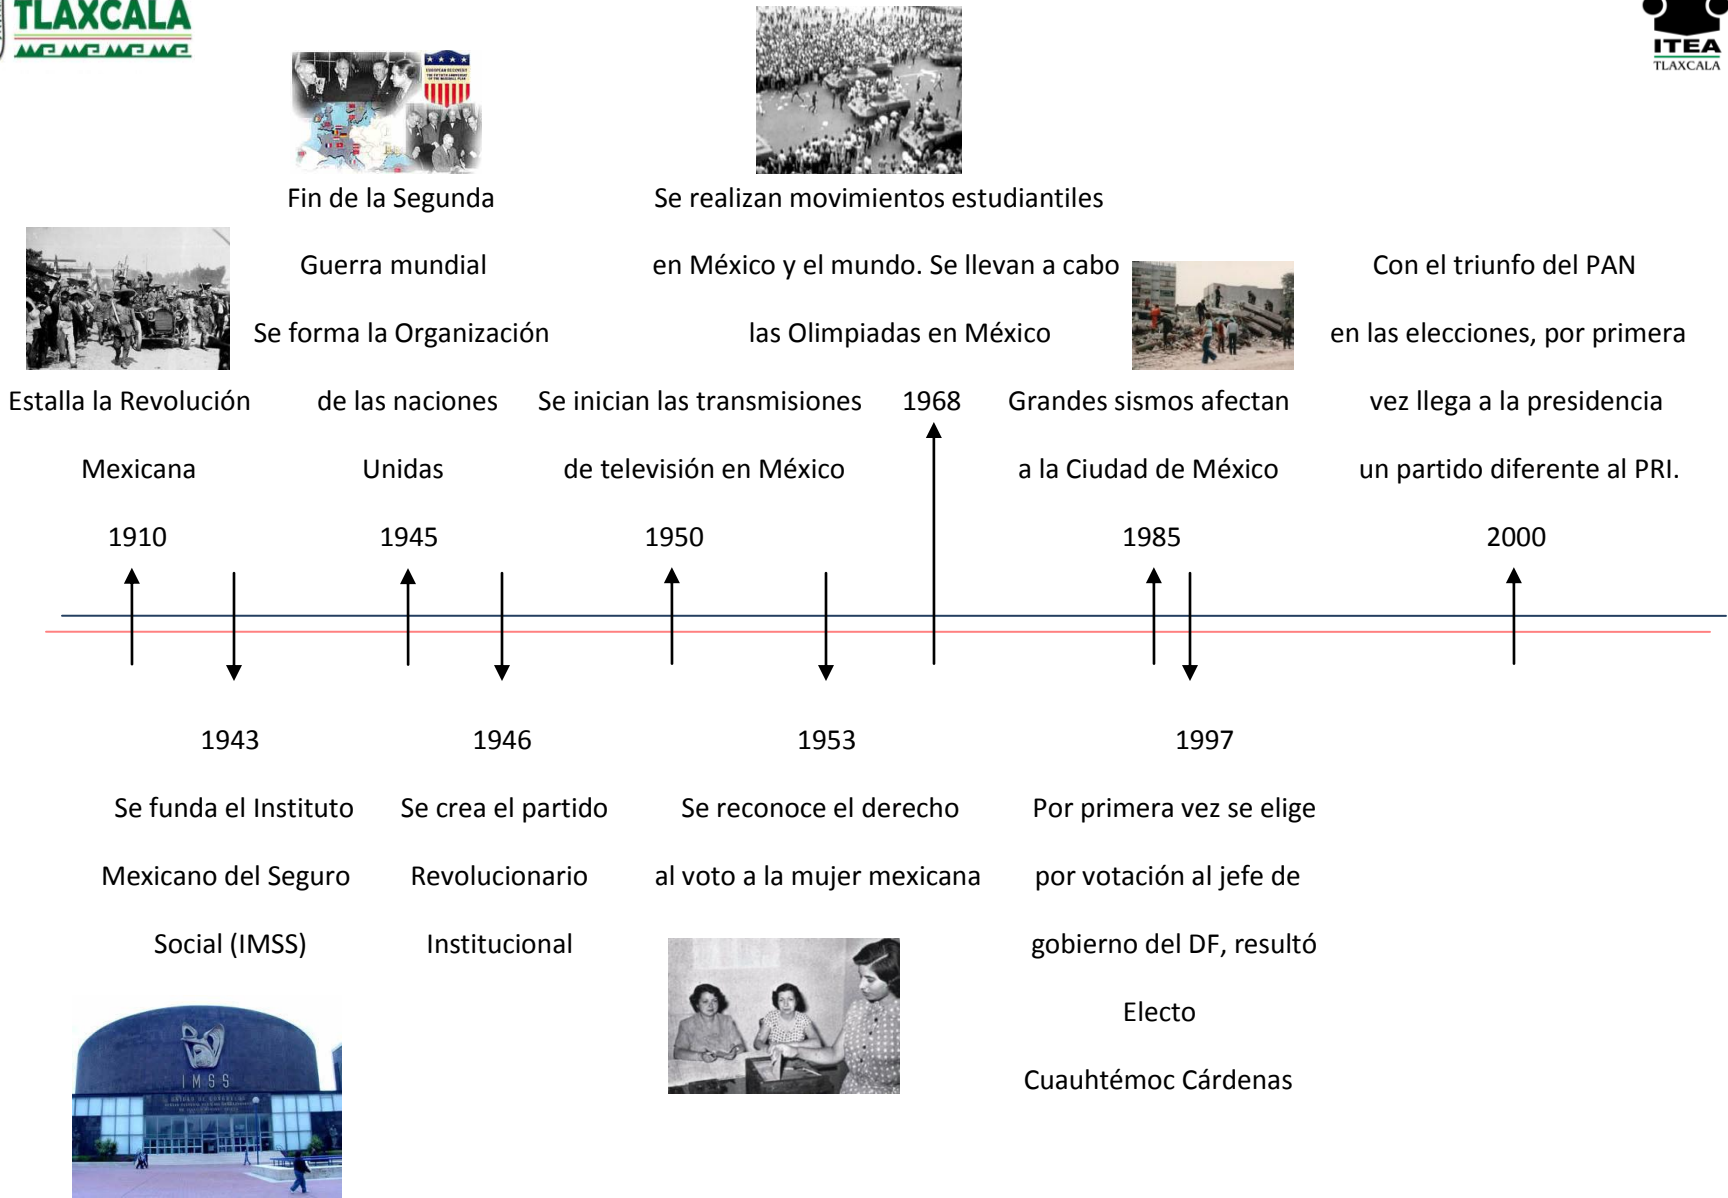 TLAXCALA
ITEA
TLAXCALA
Fin de la Segunda
Guerra mundial
Se forma la Organización
de las naciones
Unidas
1945
Se realizan movimientos estudiantiles
en México y el mundo. Se llevan a cabo
las Olimpiadas en México
1968
Estalla la Revolución
Mexicana
1910
Se inician las transmisiones
de televisión en México
1950
Grandes sismos afectan
a la Ciudad de México
1985
Con el triunfo del PAN
en las elecciones, por primera
vez llega a la presidencia
un partido diferente al PRI.
2000
1943
Se funda el Instituto
Mexicano del Seguro
Social (IMSS)
IMSS
1946
Se crea el partido
Revolucionario
Institucional
1953
Se reconoce el derecho
al voto a la mujer mexicana
1997
Por primera vez se elige
por votación al jefe de
gobierno del DF, resultó
Electo
Cuauhtémoc Cárdenas